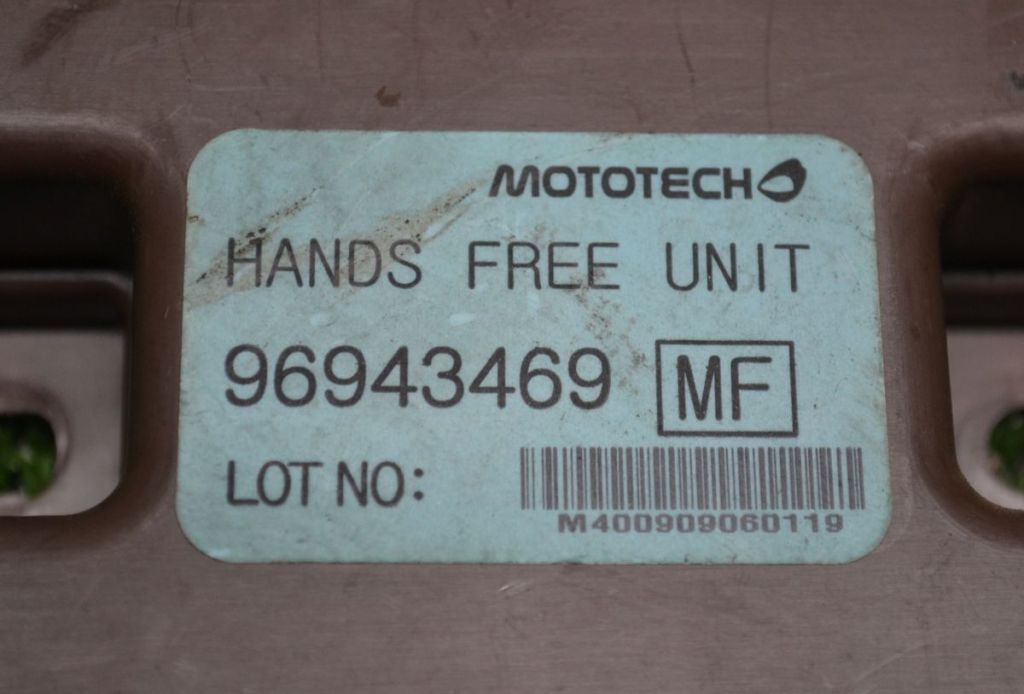 MOTOTECH
HANDS FREE UNIT
96943469 MF
LOT NO:
M400909060119